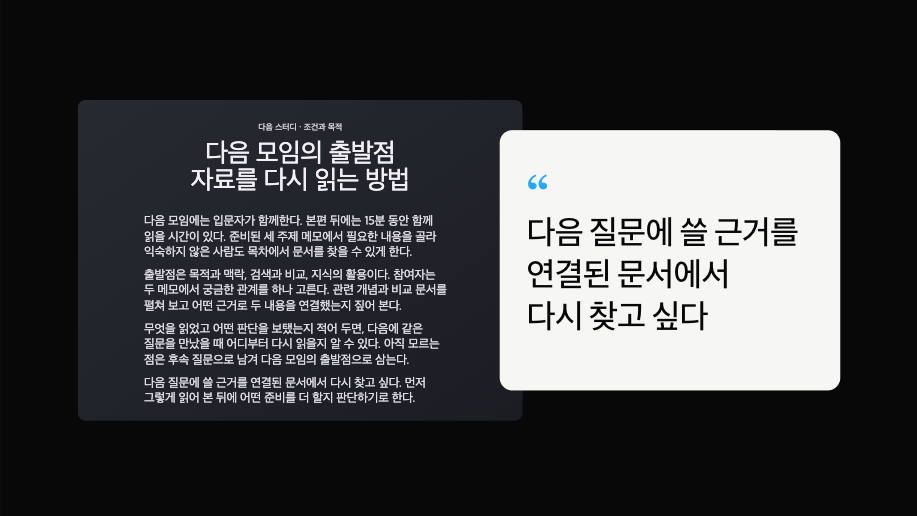 다음 스터디 · 조건과 목적
다음 모임의 출발점
자료를 다시 읽는 방법
다음 모임에는 입문자가 함께한다. 본편 뒤에는 15분 동안 함께
읽을 시간이 있다. 준비된 세 주제 메모에서 필요한 내용을 골라
익숙하지 않은 사람도 목차에서 문서를 찾을 수 있게 한다.
출발점은 목적과 맥락, 검색과 비교, 지식의 활용이다. 참여자는
두 메모에서 궁금한 관계를 하나 고른다. 관련 개념과 비교 문서를
펼쳐 보고 어떤 근거로 두 내용을 연결했는지 짚어 본다.
무엇을 읽었고 어떤 판단을 보탰는지 적어 두면, 다음에 같은
질문을 만났을 때 어디부터 다시 읽을지 알 수 있다. 아직 모르는
점은 후속 질문으로 남겨 다음 모임의 출발점으로 삼는다.
다음 질문에 쓸 근거를 연결된 문서에서 다시 찾고 싶다. 먼저
그렇게 읽어 본 뒤에 어떤 준비를 더 할지 판단하기로 한다.
“
다음 질문에 쓸 근거를
연결된 문서에서
다시 찾고 싶다